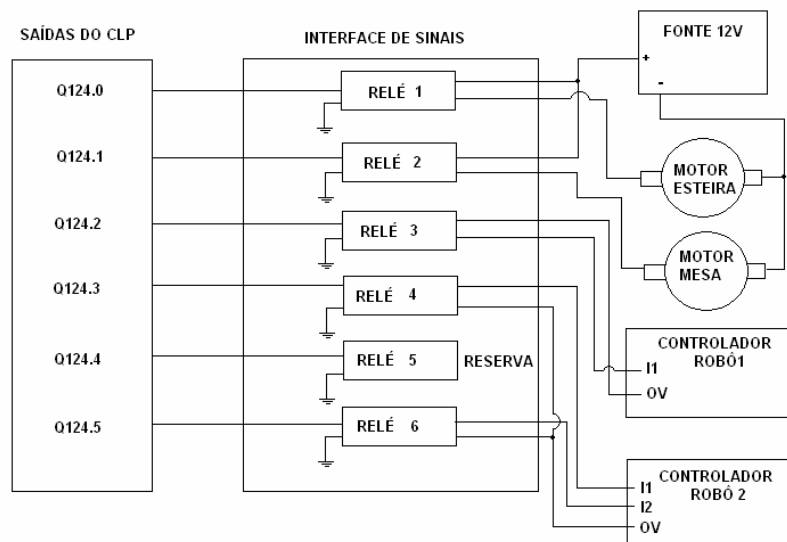 SAÍDAS DO CLP
INTERFACE DE SINAIS
FONTE 12V
+
-
Q124.0
RELÉ 1
Q124.1
RELÉ 2
MOTOR
ESTEIRA
Q124.2
RELÉ 3
MOTOR
MESA
Q124.3
RELÉ 4
Q124.4
RELÉ 5
RESERVA
CONTROLADOR
ROBÔ1
I1
OV
Q124.5
RELÉ 6
CONTROLADOR
ROBÔ 2
I1
I2
OV